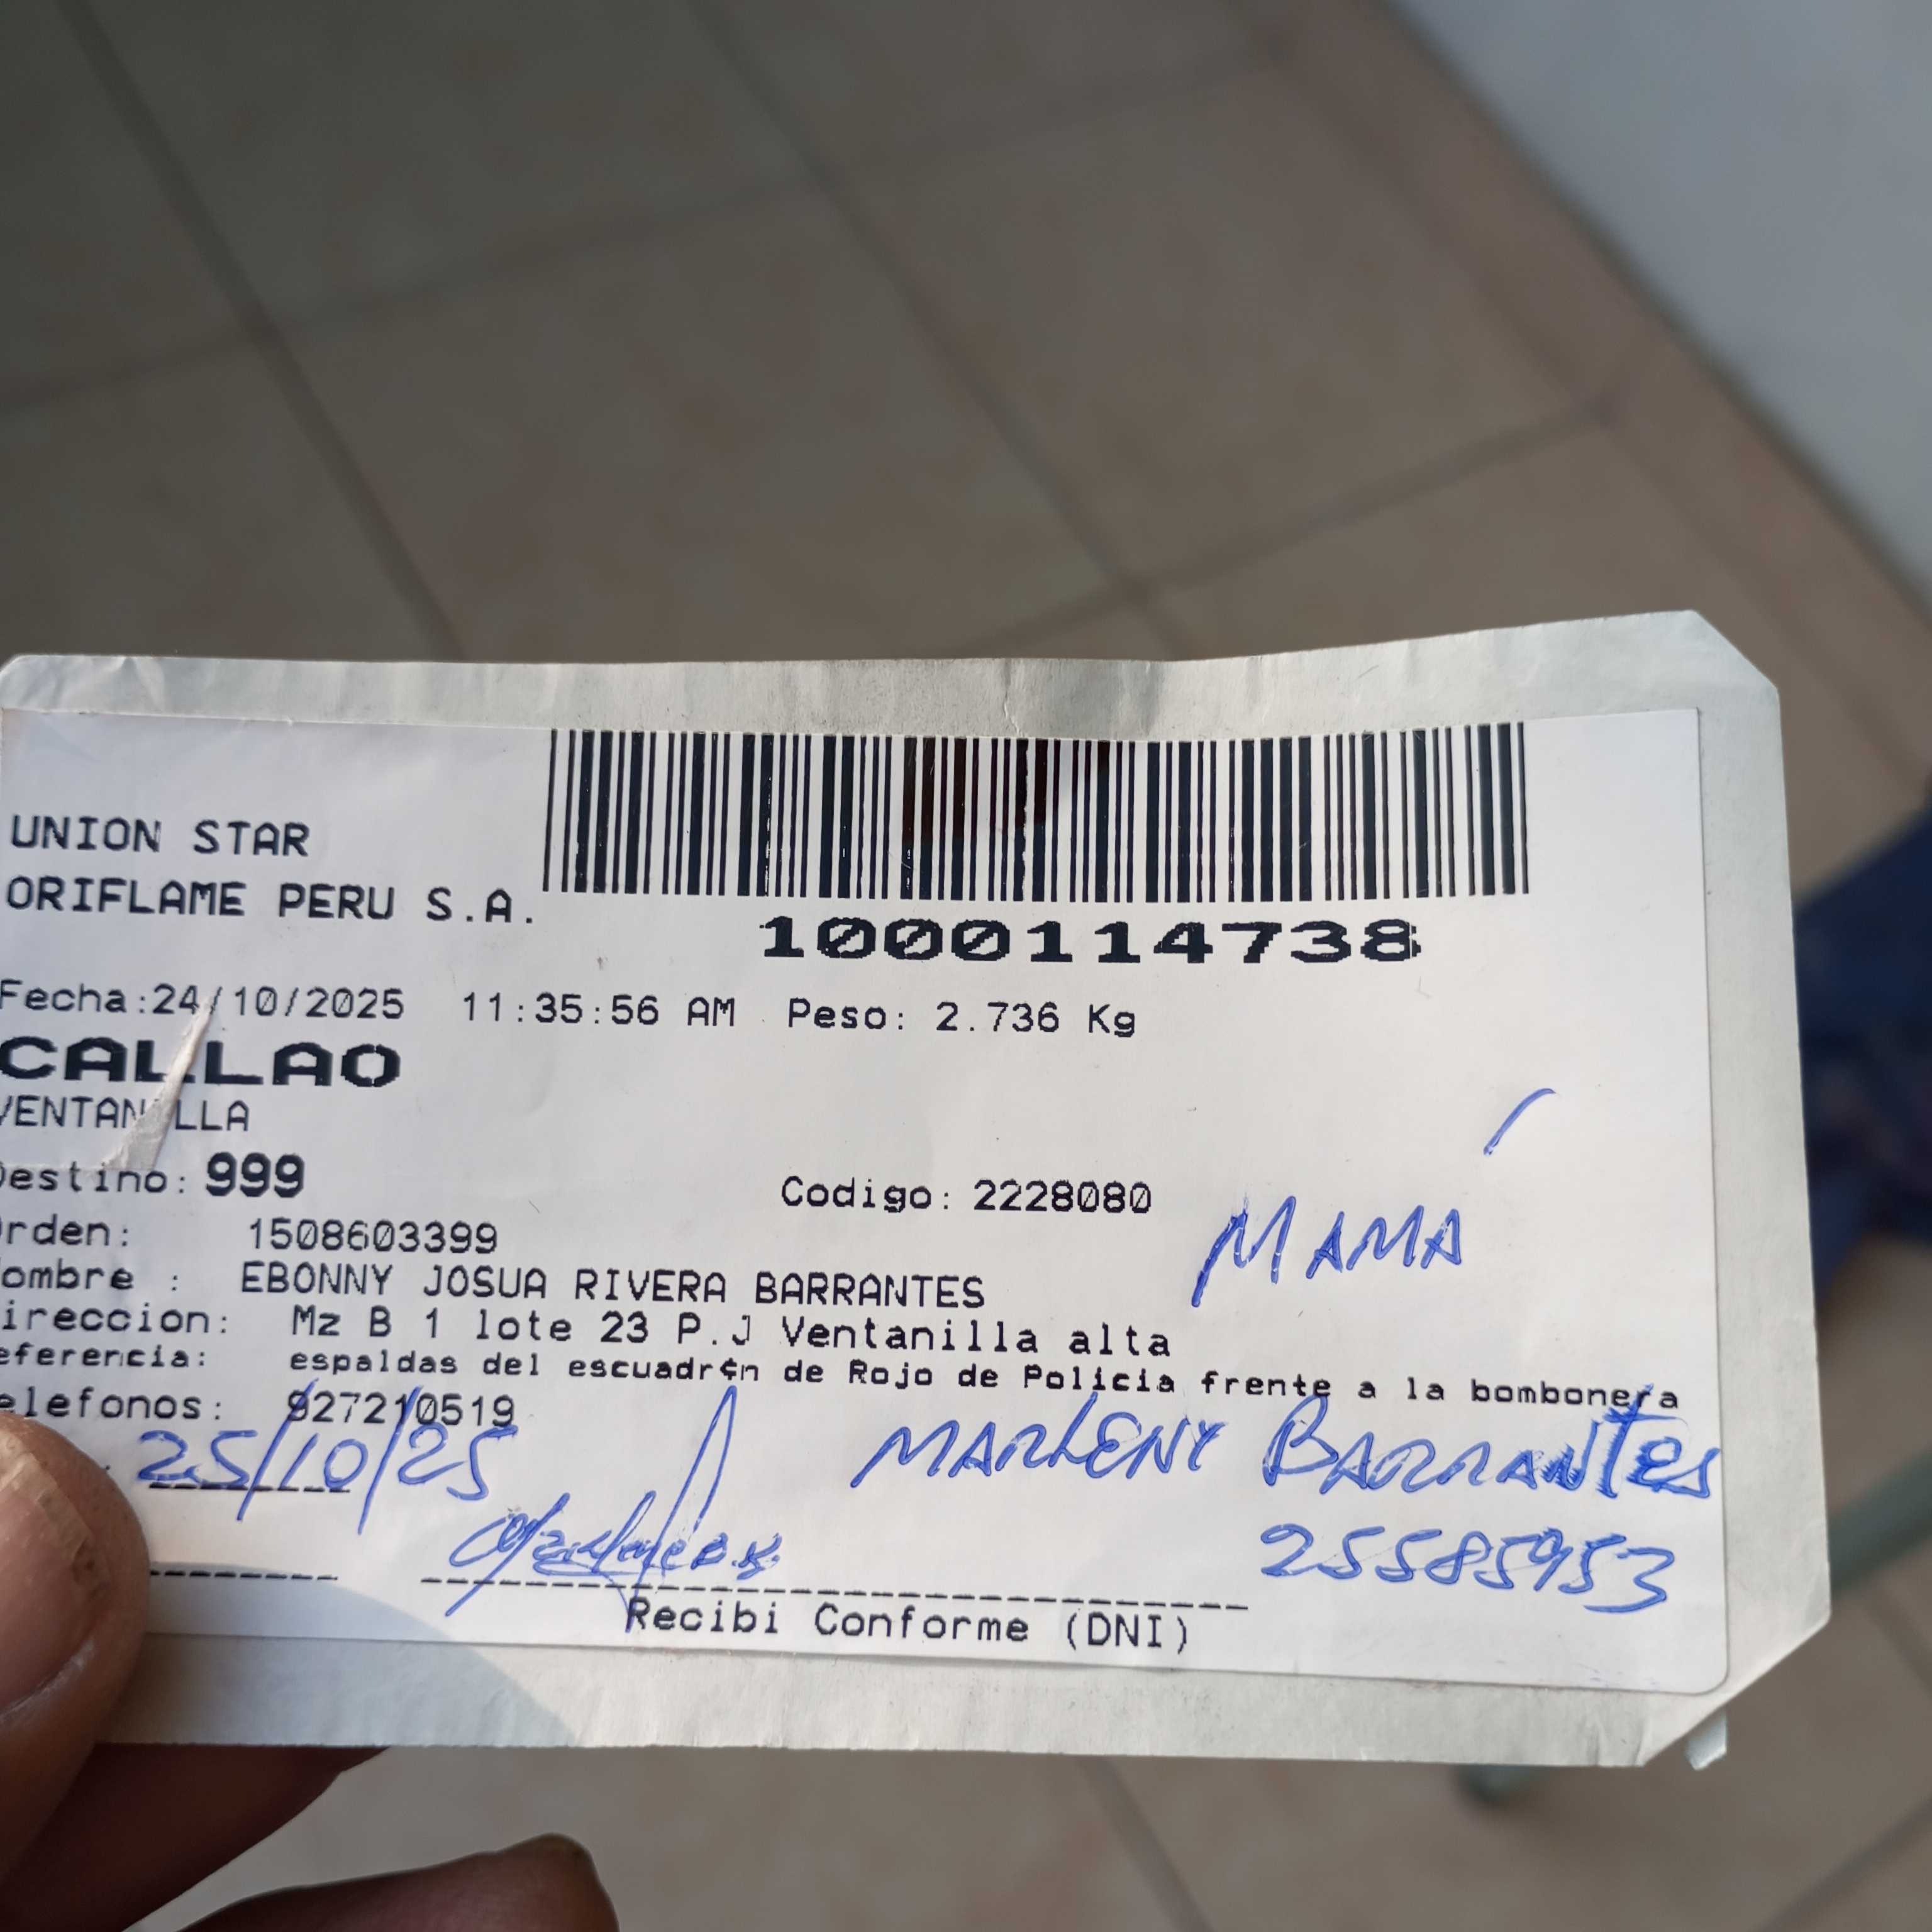 UNION STAR
ORIFLAME PERU S.A.
1000114738
Fecha:24/10/2025 11:35:56 AM Peso: 2.736 Kg
CALLAO
VENTANILLA
Destino: 999 Codigo: 2228080
rden: 1508603399
MAMÁ
ombre : EBONNY JOSUA RIVERA BARRANTES
ireccion: Mz B 1 lote 23 P.J Ventanilla alta
eferencia: espaldas del escuadr¢n de Rojo de Policia frente a la bombonera
elefonos: 927210519
25/10/25 MARLENY BARRANTES
25585953
Recibi Conforme (DNI)